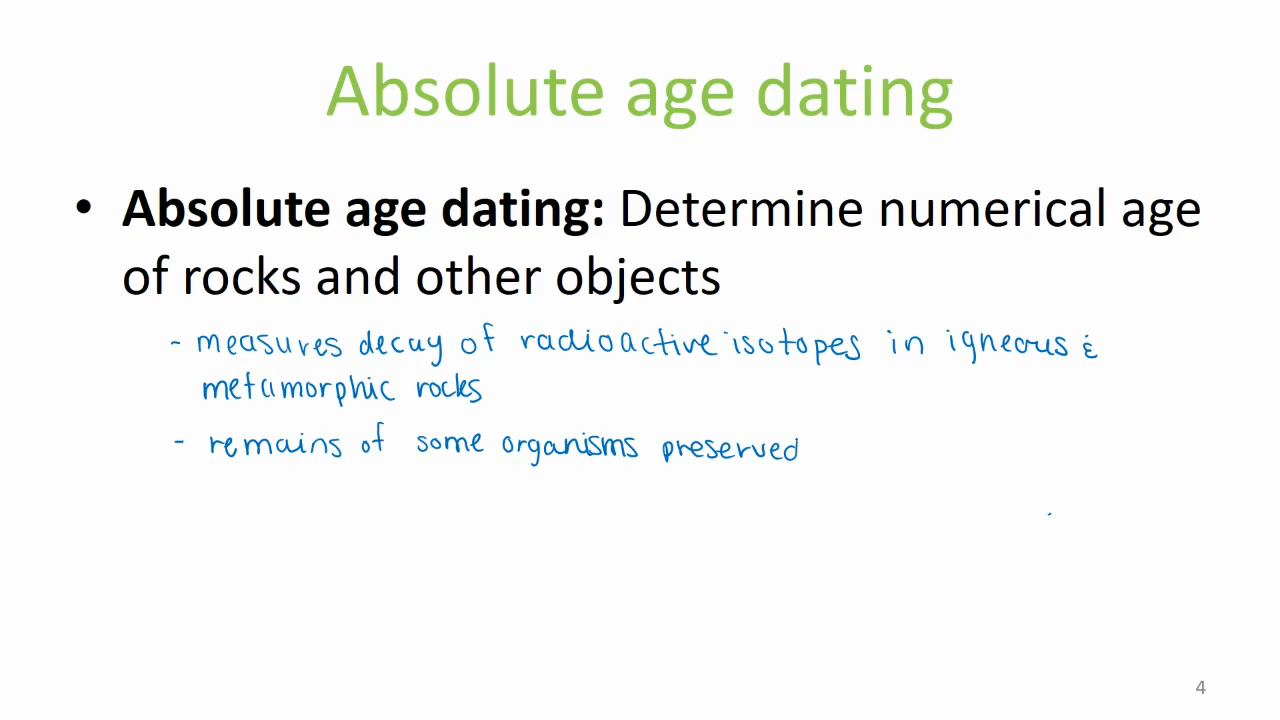 Absolute age dating
• Absolute age dating: Determine numerical age
of rocks and other objects
- measures decay of radioactive isotopes in igneous &
metamorphic rocks
- remains of some organisms preserved
4